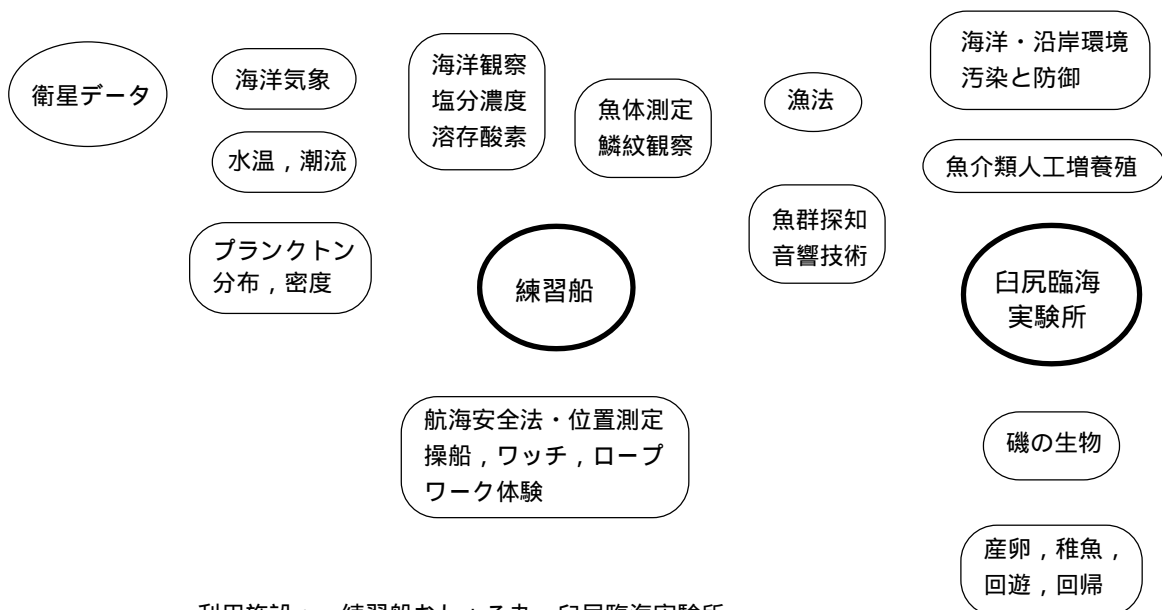 衛星データ
海洋気象
水温，潮流
プランクトン
分布，密度
海洋観察
塩分濃度
溶存酸素
魚体測定
鱗紋観察
漁法
魚群探知
音響技術
海洋・沿岸環境
汚染と防御
魚介類人工増養殖
練習船
臼尻臨海
実験所
航海安全法・位置測定
操船，ワッチ，ロープ
ワーク体験
磯の生物
産卵，稚魚，
回遊，回帰